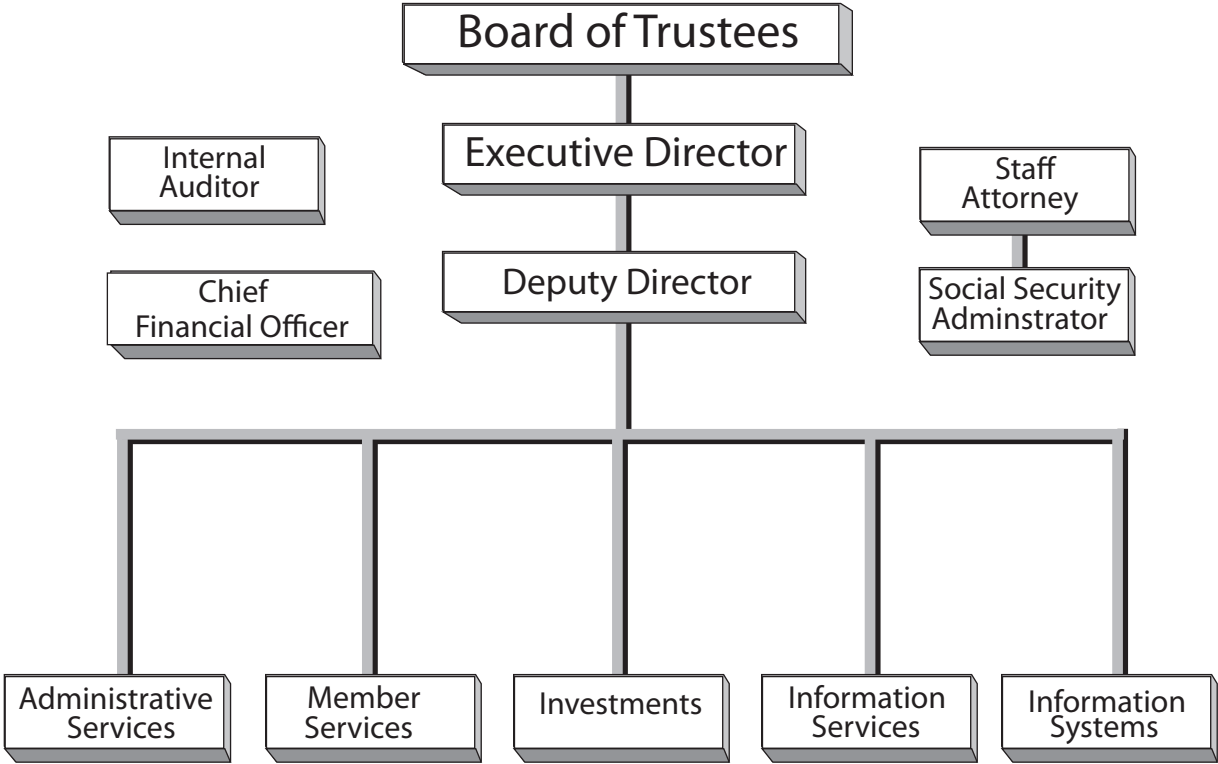 Board of Trustees
Executive Director
Internal
Auditor
Staff
Attorney
Deputy Director
Chief
Financial Officer
Social Security
Adminstrator
Administrative
Services
Member
Services
Investments
Information
Services
Information
Systems